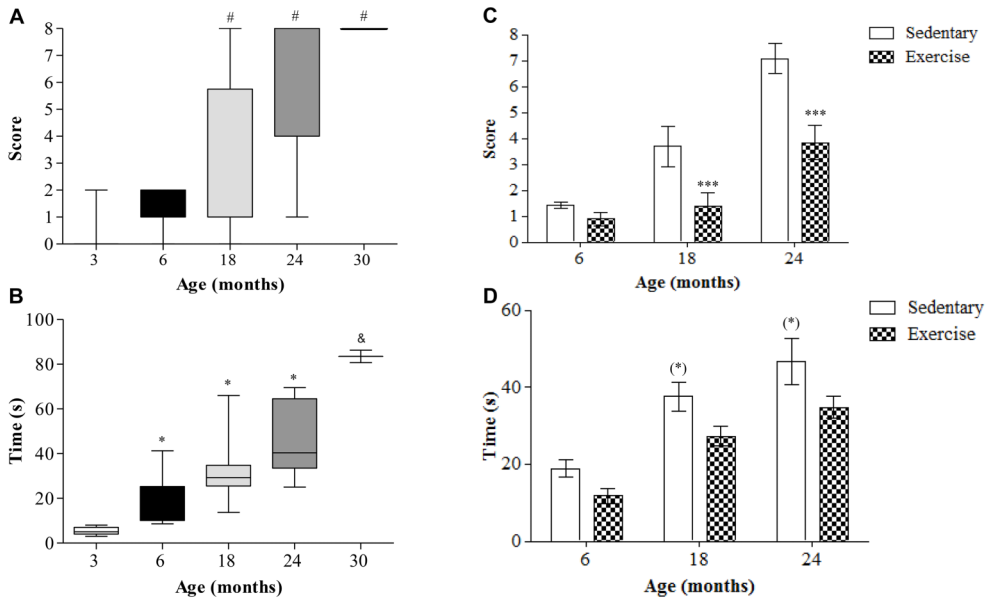 A
# # #
8
7
6
5
4
3
2
1
0
Score
3 6 18 24 30
Age (months)
B
100
80
60
40
20
0
Time (s)
* * * &
3 6 18 24 30
Age (months)
C
Sedentary
Exercise
8
7
6
5
4
3
2
1
0
Score
*** ***
6 18 24
Age (months)
D
Sedentary
Exercise
60
40
20
0
Time (s)
(*) (*)
6 18 24
Age (months)